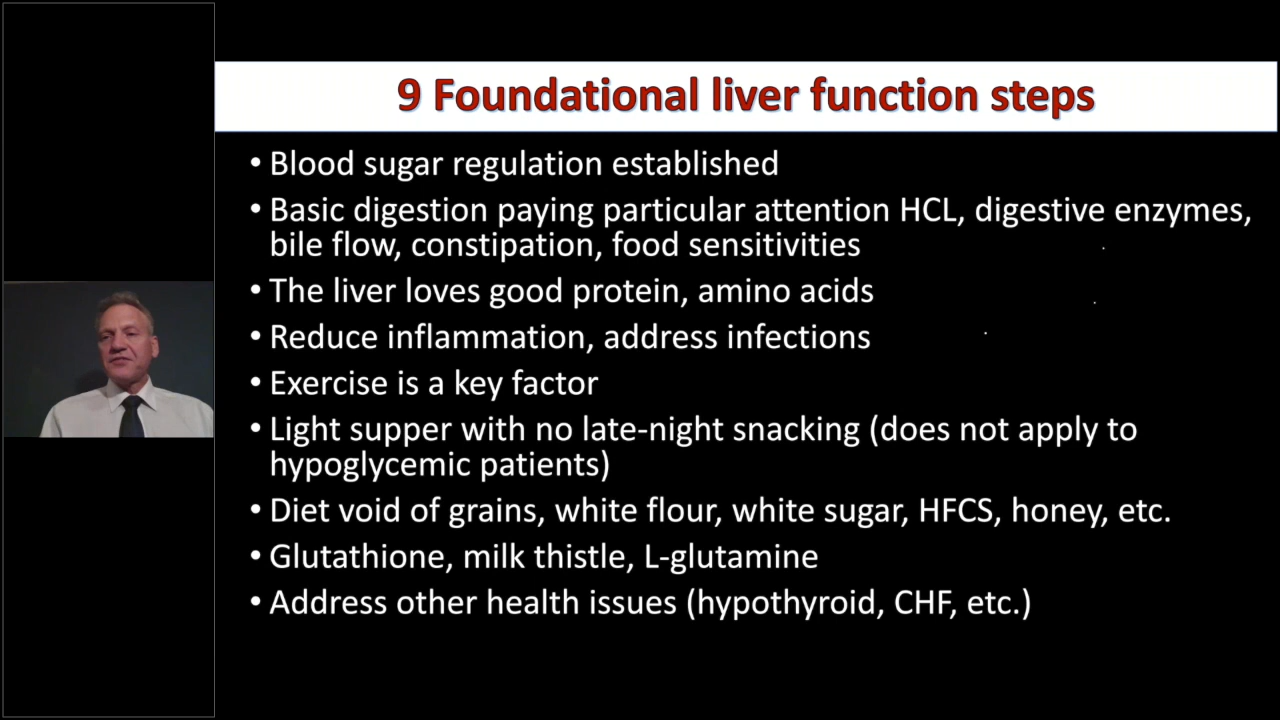 9 Foundational liver function steps
• Blood sugar regulation established
• Basic digestion paying particular attention HCL, digestive enzymes,
bile flow, constipation, food sensitivities
• The liver loves good protein, amino acids
• Reduce inflammation, address infections
• Exercise is a key factor
• Light supper with no late-night snacking (does not apply to
hypoglycemic patients)
• Diet void of grains, white flour, white sugar, HFCS, honey, etc.
• Glutathione, milk thistle, L-glutamine
• Address other health issues (hypothyroid, CHF, etc.)